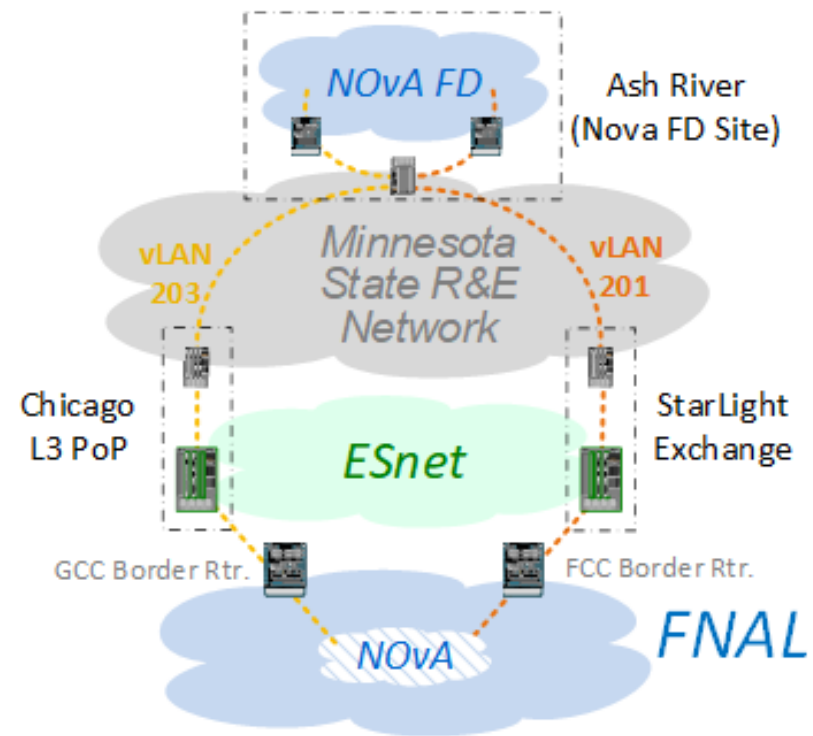 NOvA FD
Ash River
(Nova FD Site)
vLAN
203
Minnesota
State R&E
Network
vLAN
201
Chicago
L3 PoP
ESnet
StarLight
Exchange
GCC Border Rtr.
FCC Border Rtr.
NOvA
FNAL